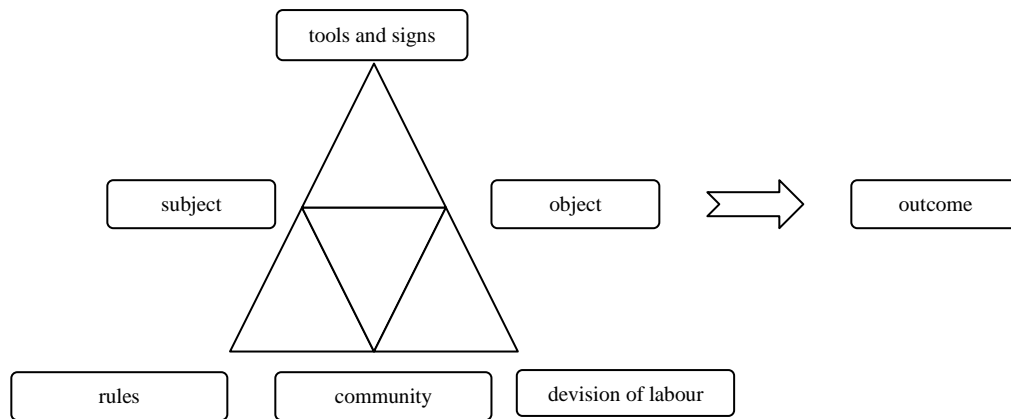 tools and signs
subject
object
outcome
rules
community
devision of labour